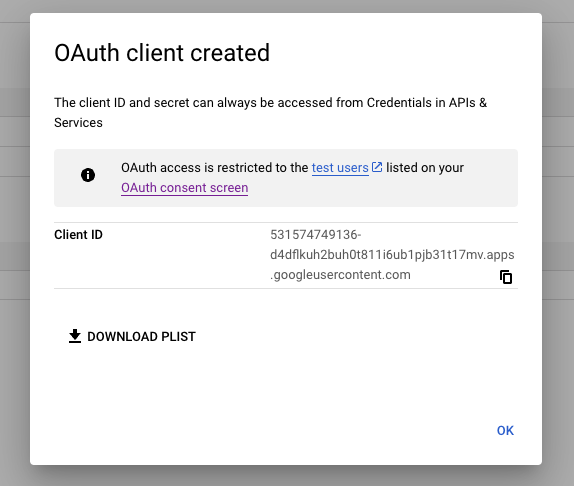 OAuth client created
The client ID and secret can always be accessed from Credentials in APIs &
Services
OAuth access is restricted to the test users listed on your
OAuth consent screen
Client ID
531574749136-
d4dflkuh2buh0t811i6ub1pjb31t17mv.apps
.googleusercontent.com
DOWNLOAD PLIST
OK